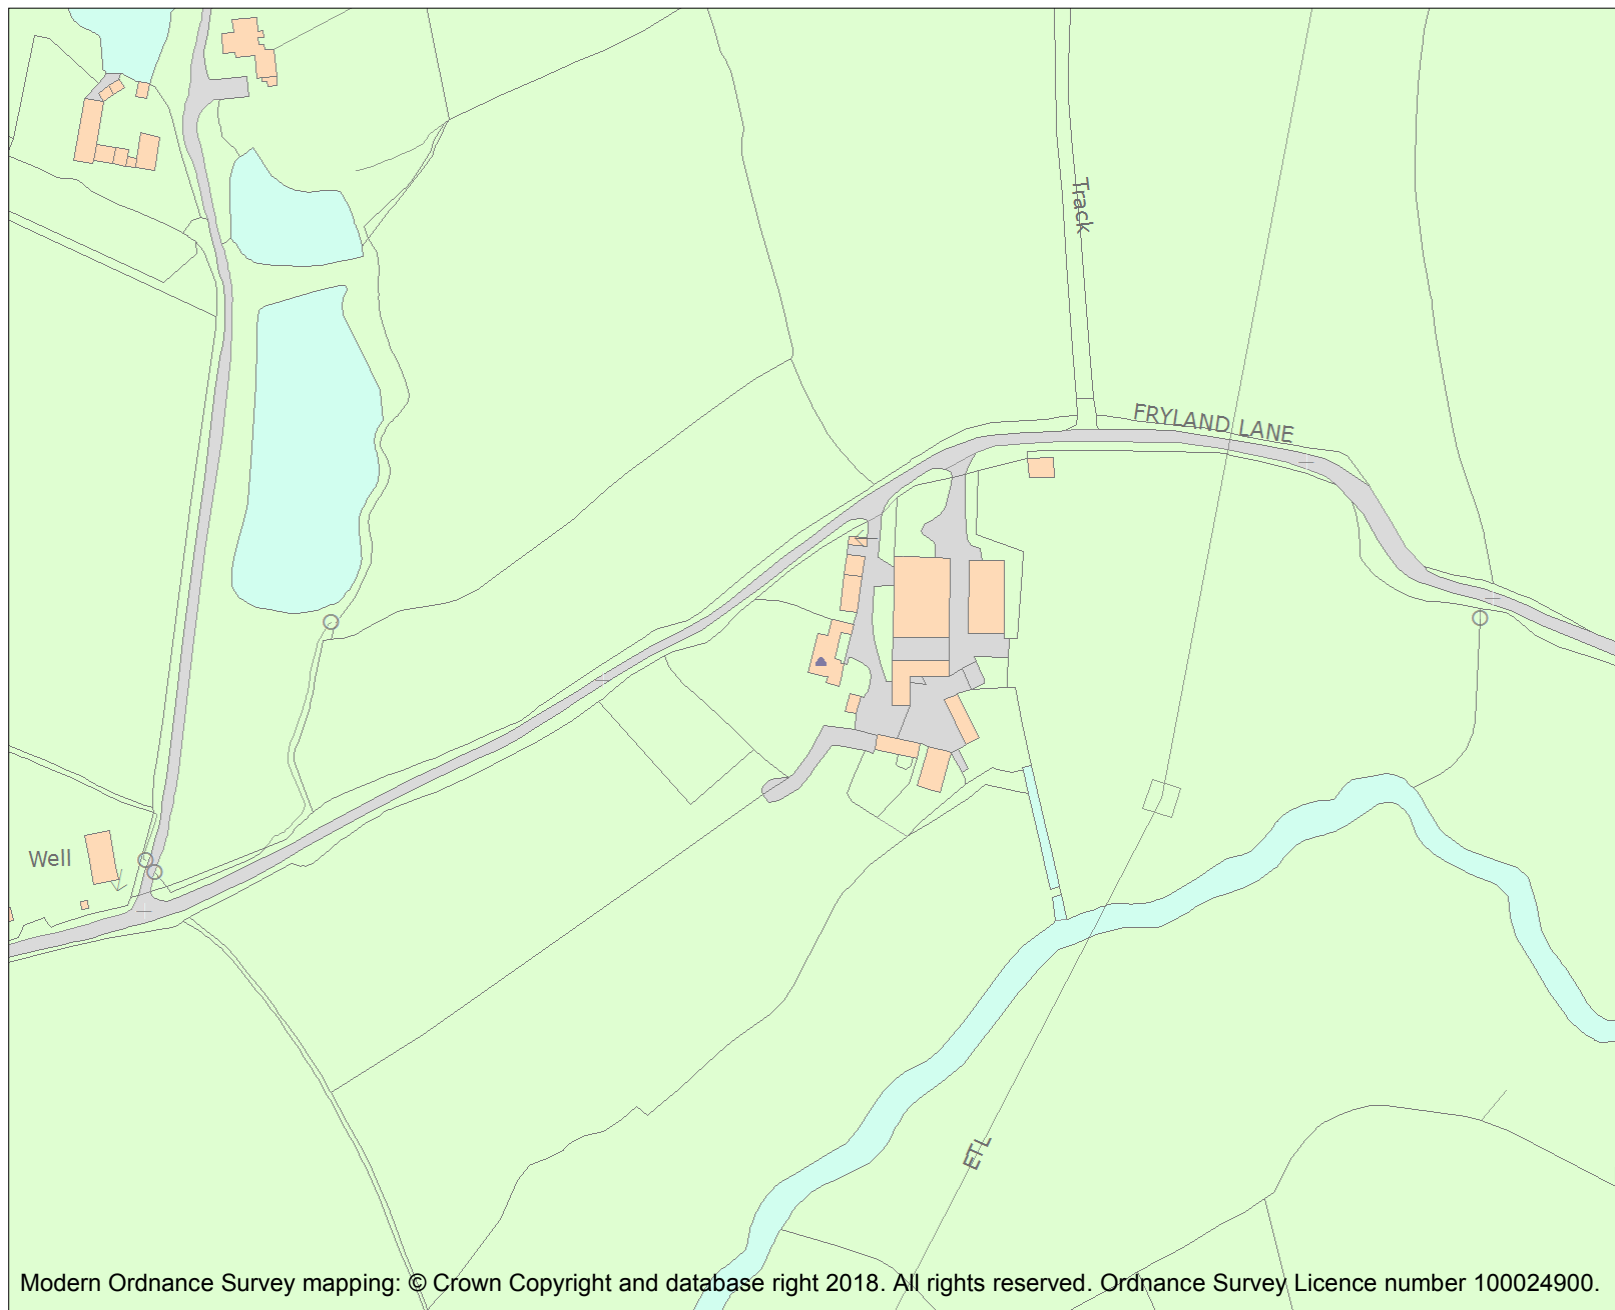 Track
FRYLAND LANE
Well
ETL
Modern Ordnance Survey mapping: © Crown Copyright and database right 2018. All rights reserved. Ordnance Survey Licence number 100024900.